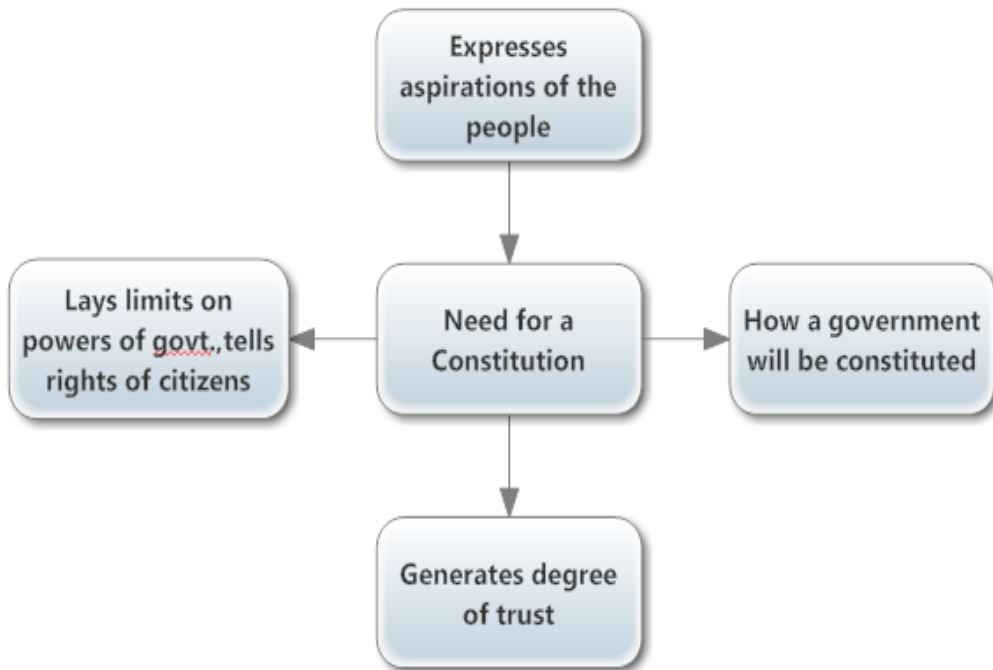 Expresses
aspirations of the
people
Lays limits on
powers of govt.,tells
rights of citizens
Need for a
Constitution
How a government
will be constituted
Generates degree
of trust